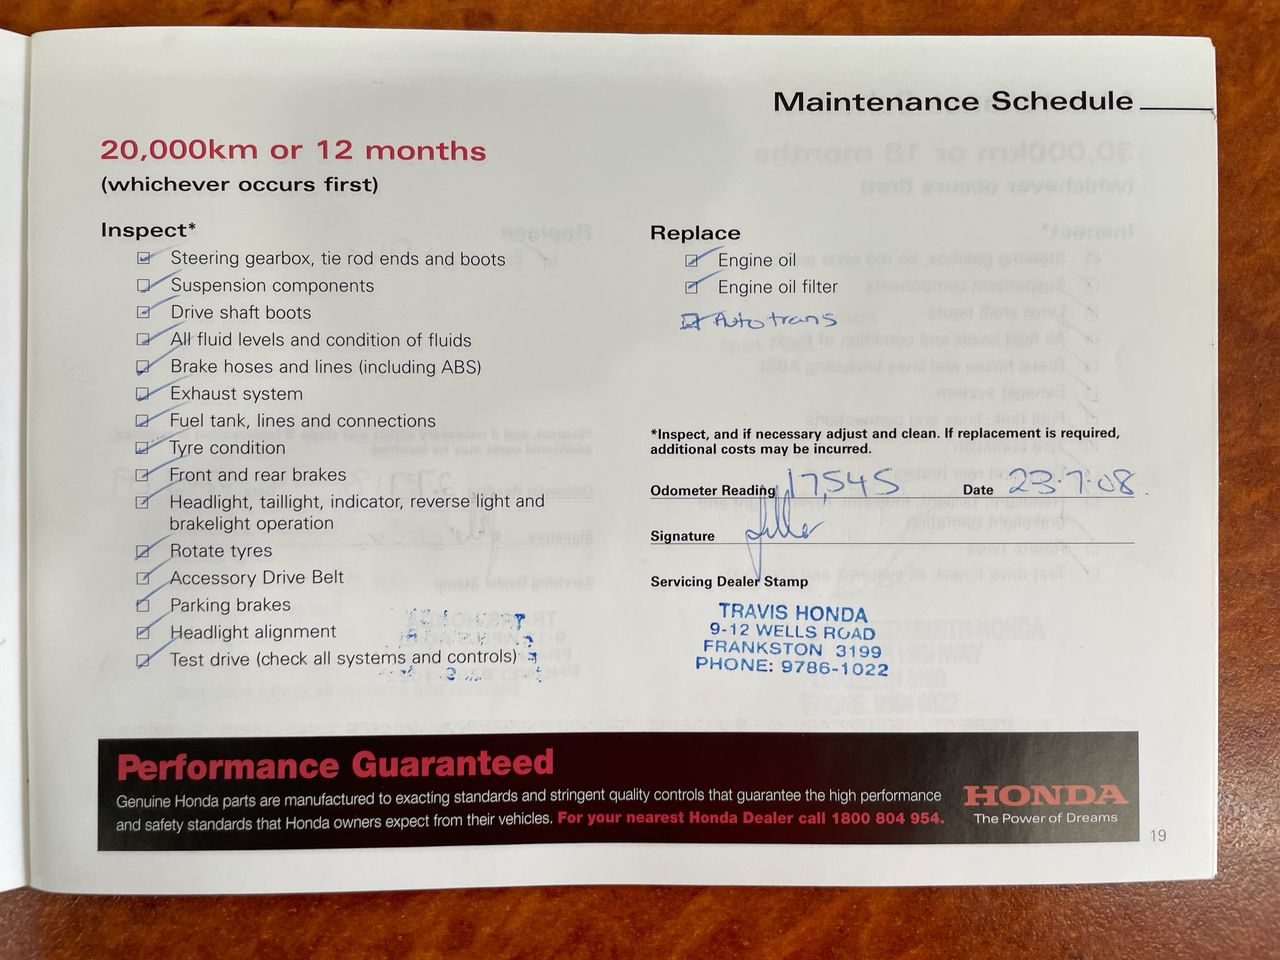 Maintenance Schedule
20,000km or 12 months
(whichever occurs first)
Inspect*
Steering gearbox, tie rod ends and boots
Suspension components
Drive shaft boots
All fluid levels and condition of fluids
Brake hoses and lines (including ABS)
Exhaust system
Fuel tank, lines and connections
Tyre condition
Front and rear brakes
Headlight, taillight, indicator, reverse light and
brakelight operation
Rotate tyres
Accessory Drive Belt
Parking brakes
Headlight alignment
Test drive (check all systems and controls)
Replace
Engine oil
Engine oil filter
Auto trans
*Inspect, and if necessary adjust and clean. If replacement is required,
additional costs may be incurred.
Odometer Reading 17,545 Date 23.7.08
Signature
Servicing Dealer Stamp
TRAVIS HONDA
9-12 WELLS ROAD
FRANKSTON 3199
PHONE: 9786-1022
Performance Guaranteed
Genuine Honda parts are manufactured to exacting standards and stringent quality controls that guarantee the high performance
and safety standards that Honda owners expect from their vehicles. For your nearest Honda Dealer call 1800 804 954.
HONDA
The Power of Dreams
19